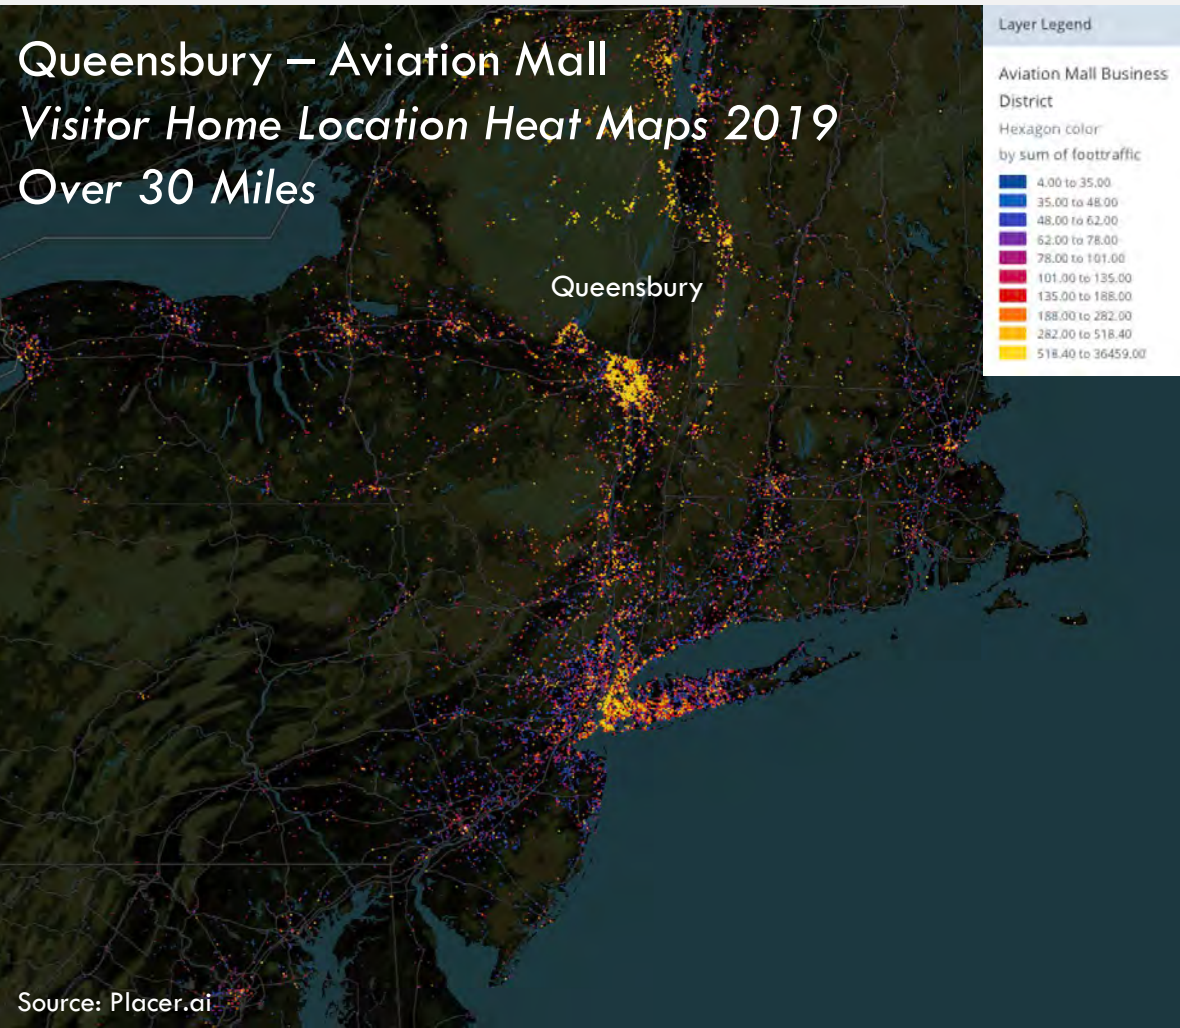 Queensbury – Aviation Mall
Visitor Home Location Heat Maps 2019
Over 30 Miles
Layer Legend
Aviation Mall Business
District
Hexagon color
by sum of foottraffic
4.00 to 35.00
35.00 to 48.00
48.00 to 62.00
62.00 to 78.00
78.00 to 101.00
101.00 to 135.00
135.00 to 188.00
188.00 to 282.00
282.00 to 518.40
518.40 to 36459.00
Queensbury
Source: Placer.ai